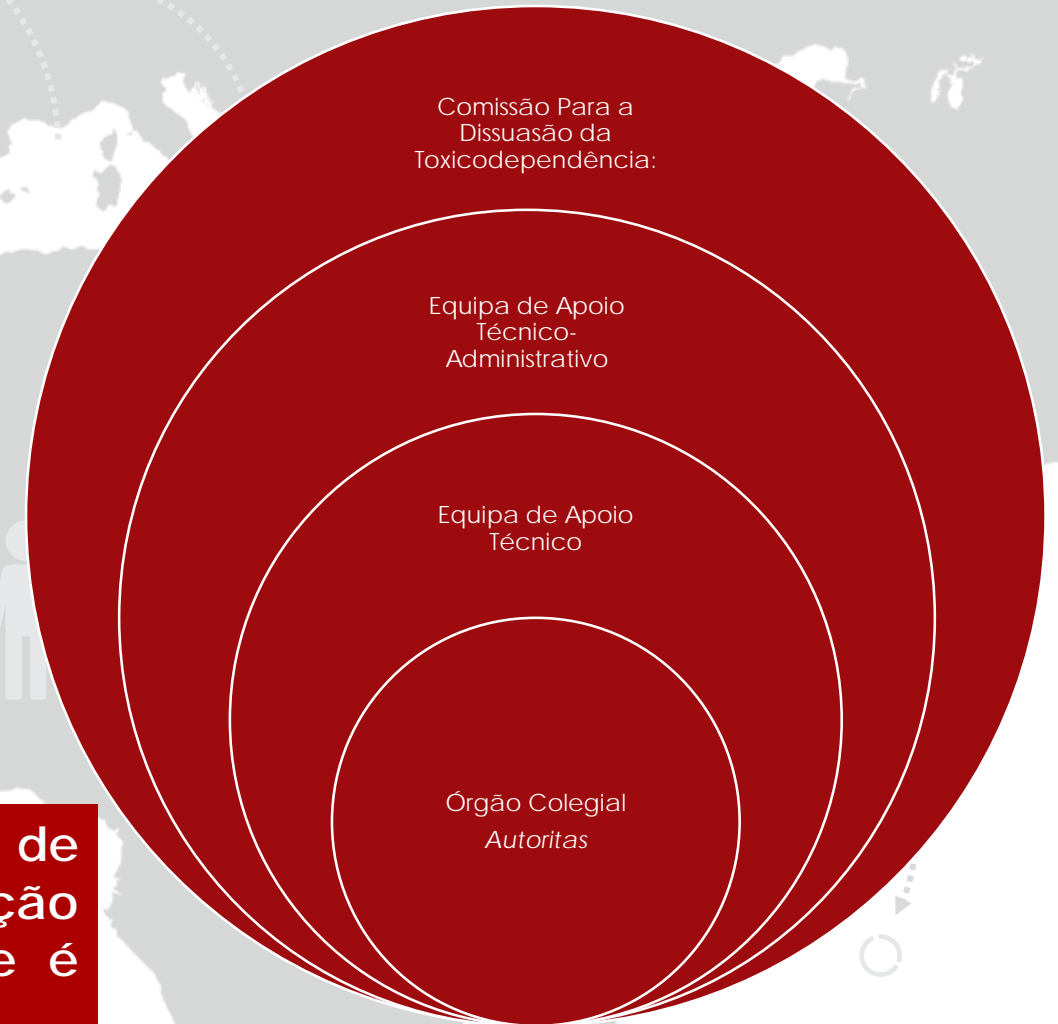 Comissão Para a
Dissuasão da
Toxicodependência:
Equipa de Apoio
Técnico-
Administrativo
Equipa de Apoio
Técnico
Órgão Colegial
Autoritas
de
ção
e é